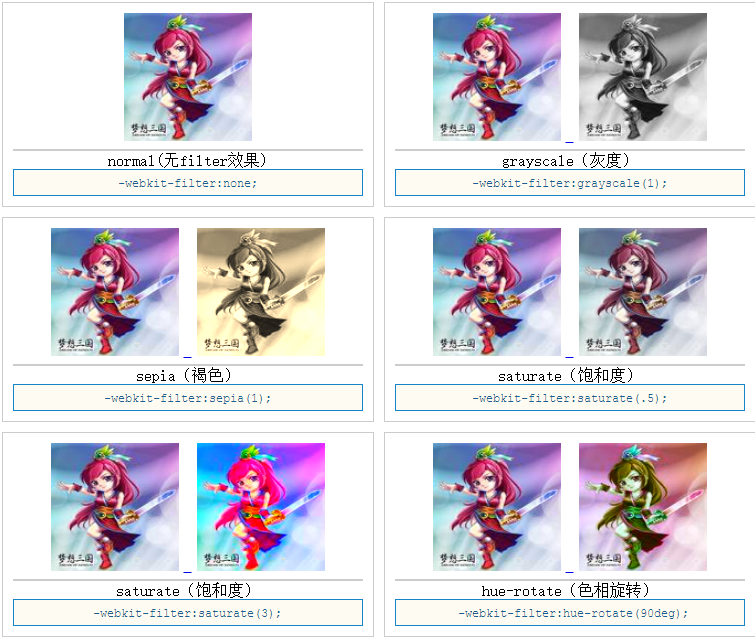 梦想三国
梦想三国
梦想三国
normal(无filter效果)
grayscale (灰度)
-webkit-filter:none;
-webkit-filter:grayscale(1);
梦想三国
梦想三国
梦想三国
梦想三国
sepia (褐色)
saturate (饱和度)
-webkit-filter:sepia(1);
-webkit-filter:saturate(.5);
梦想三国
梦想三国
梦想三国
梦想三国
saturate (饱和度)
hue-rotate (色相旋转)
-webkit-filter:saturate(3);
-webkit-filter:hue-rotate(90deg);